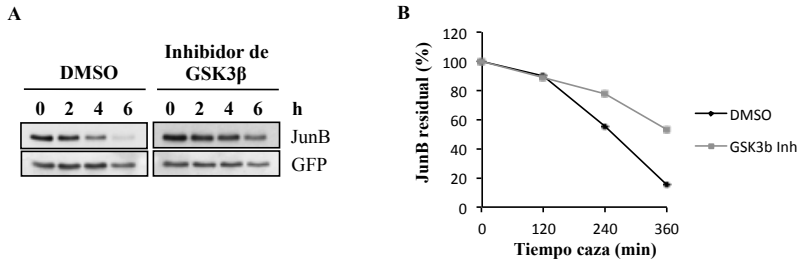 A
DMSO
Inhibidor de
GSK3β
0 2 4 6 0 2 4 6 h
JunB
GFP
B
JunB residual (%)
120
100
80
60
40
20
0
0 120 240 360
Tiempo caza (min)
DMSO
GSK3b Inh